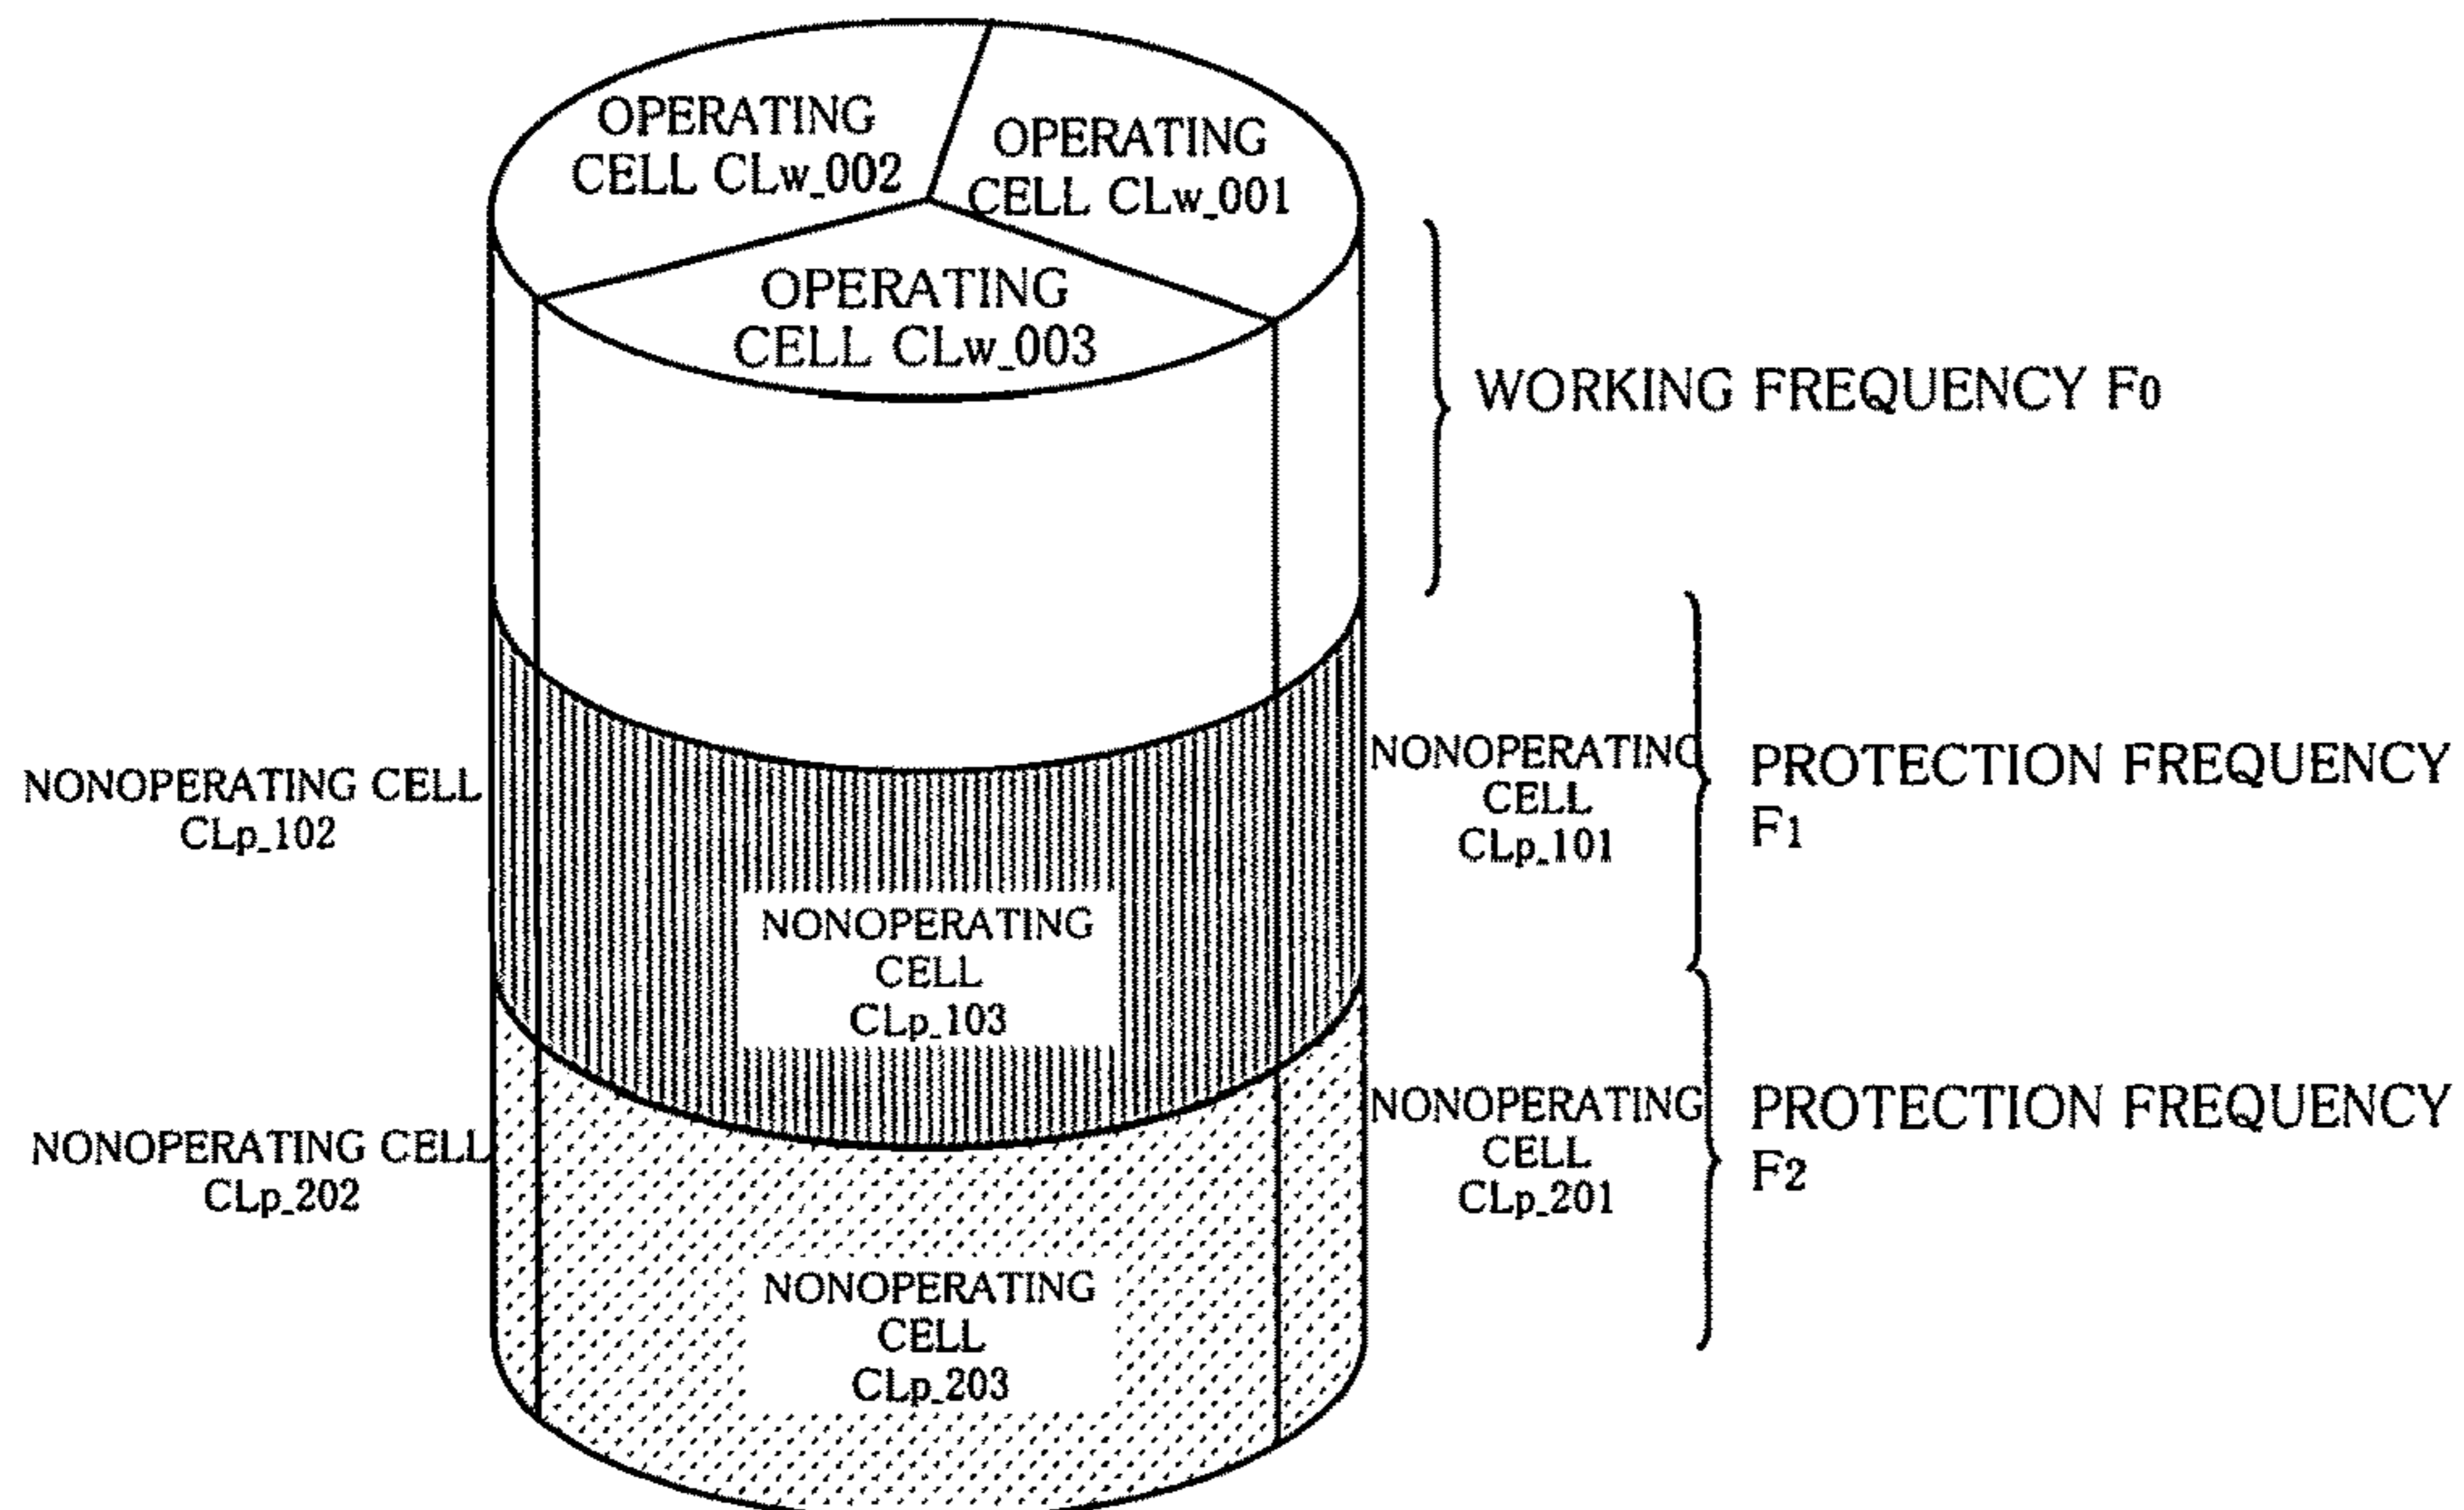 OPERATING
CELL CLw_002
OPERATING
CELL CLw_001
OPERATING
CELL CLw_003
WORKING FREQUENCY F0
NONOPERATING CELL
CLp_102
NONOPERATING
CELL
CLp_103
NONOPERATING
CELL
CLp_101
PROTECTION FREQUENCY
F1
NONOPERATING CELL
CLp_202
NONOPERATING
CELL
CLp_203
NONOPERATING
CELL
CLp_201
PROTECTION FREQUENCY
F2